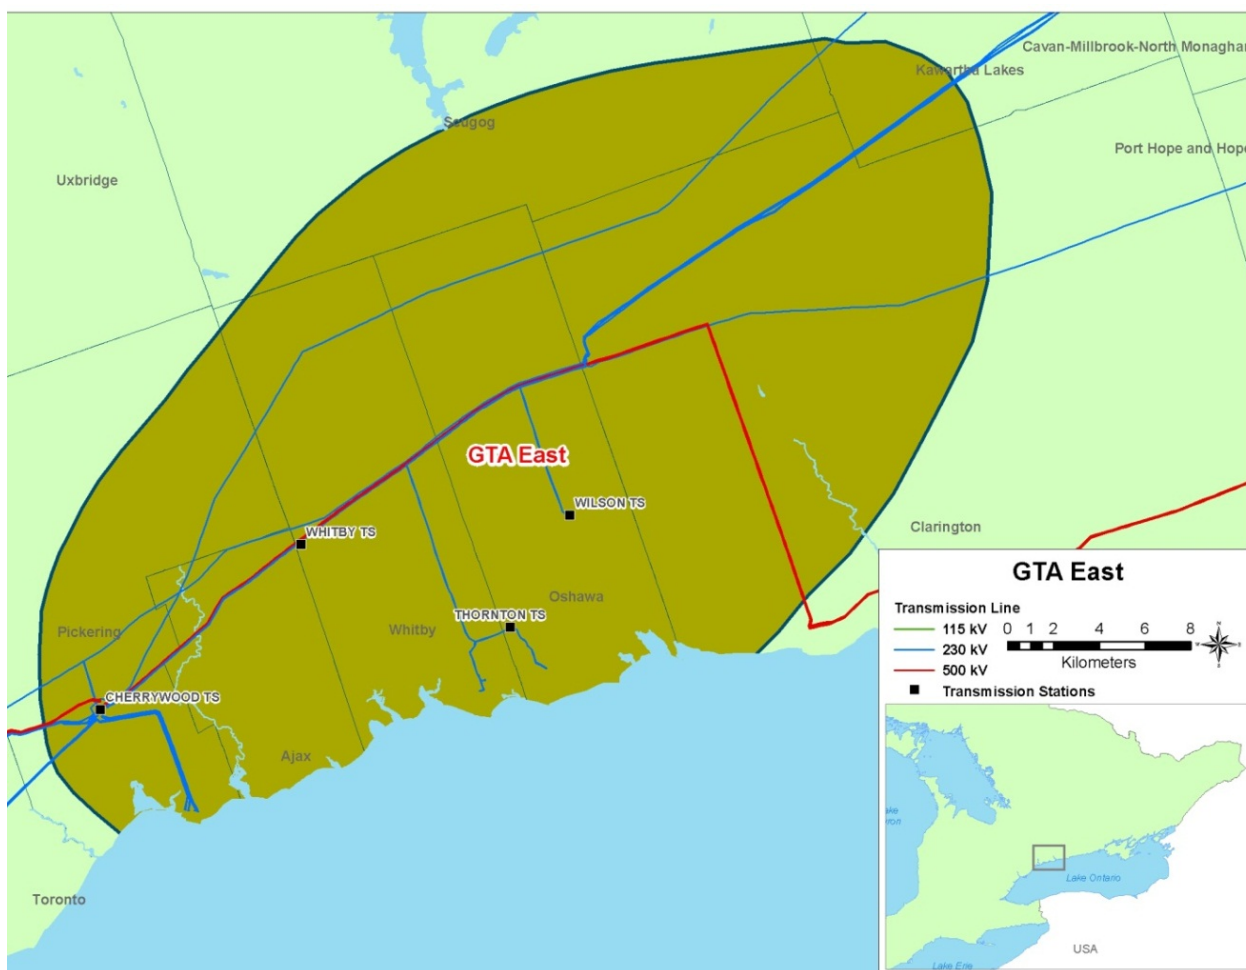 Cavan-Millbrook-North Monaghan
Kawartha Lakes
Scugog
Port Hope and Hope
Uxbridge
GTA East
WILSON TS
WHITBY TS
Clarington
GTA East
Transmission Line
115 kV
230 kV
500 kV
0 1 2 4 6 8
Kilometers
N
W E
S
Transmission Stations
Oshawa
THORNTON TS
Whitby
Pickering
CHERRYWOOD TS
Ajax
Toronto
ake
uron
Lake Ontario
USA
Lake Erie